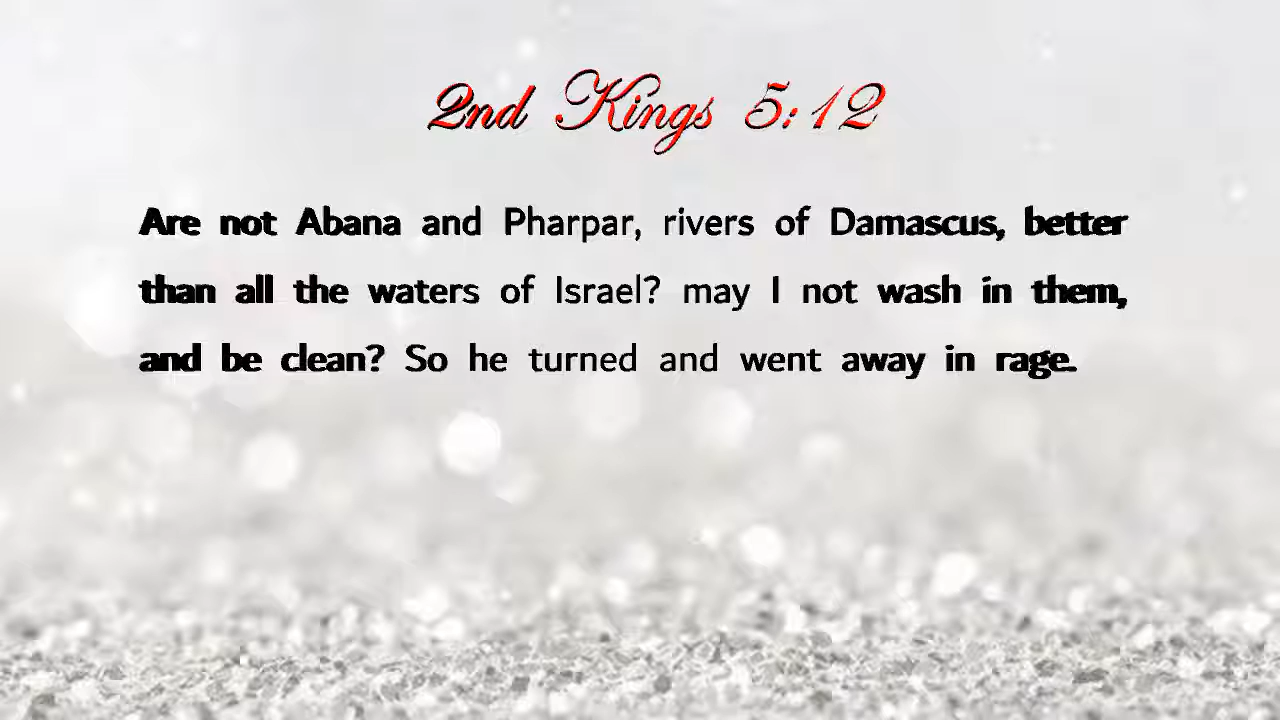 2nd Kings 5:12
Are not Abana and Pharpar, rivers of Damascus, better
than all the waters of Israel? may I not wash in them,
and be clean? So he turned and went away in rage.